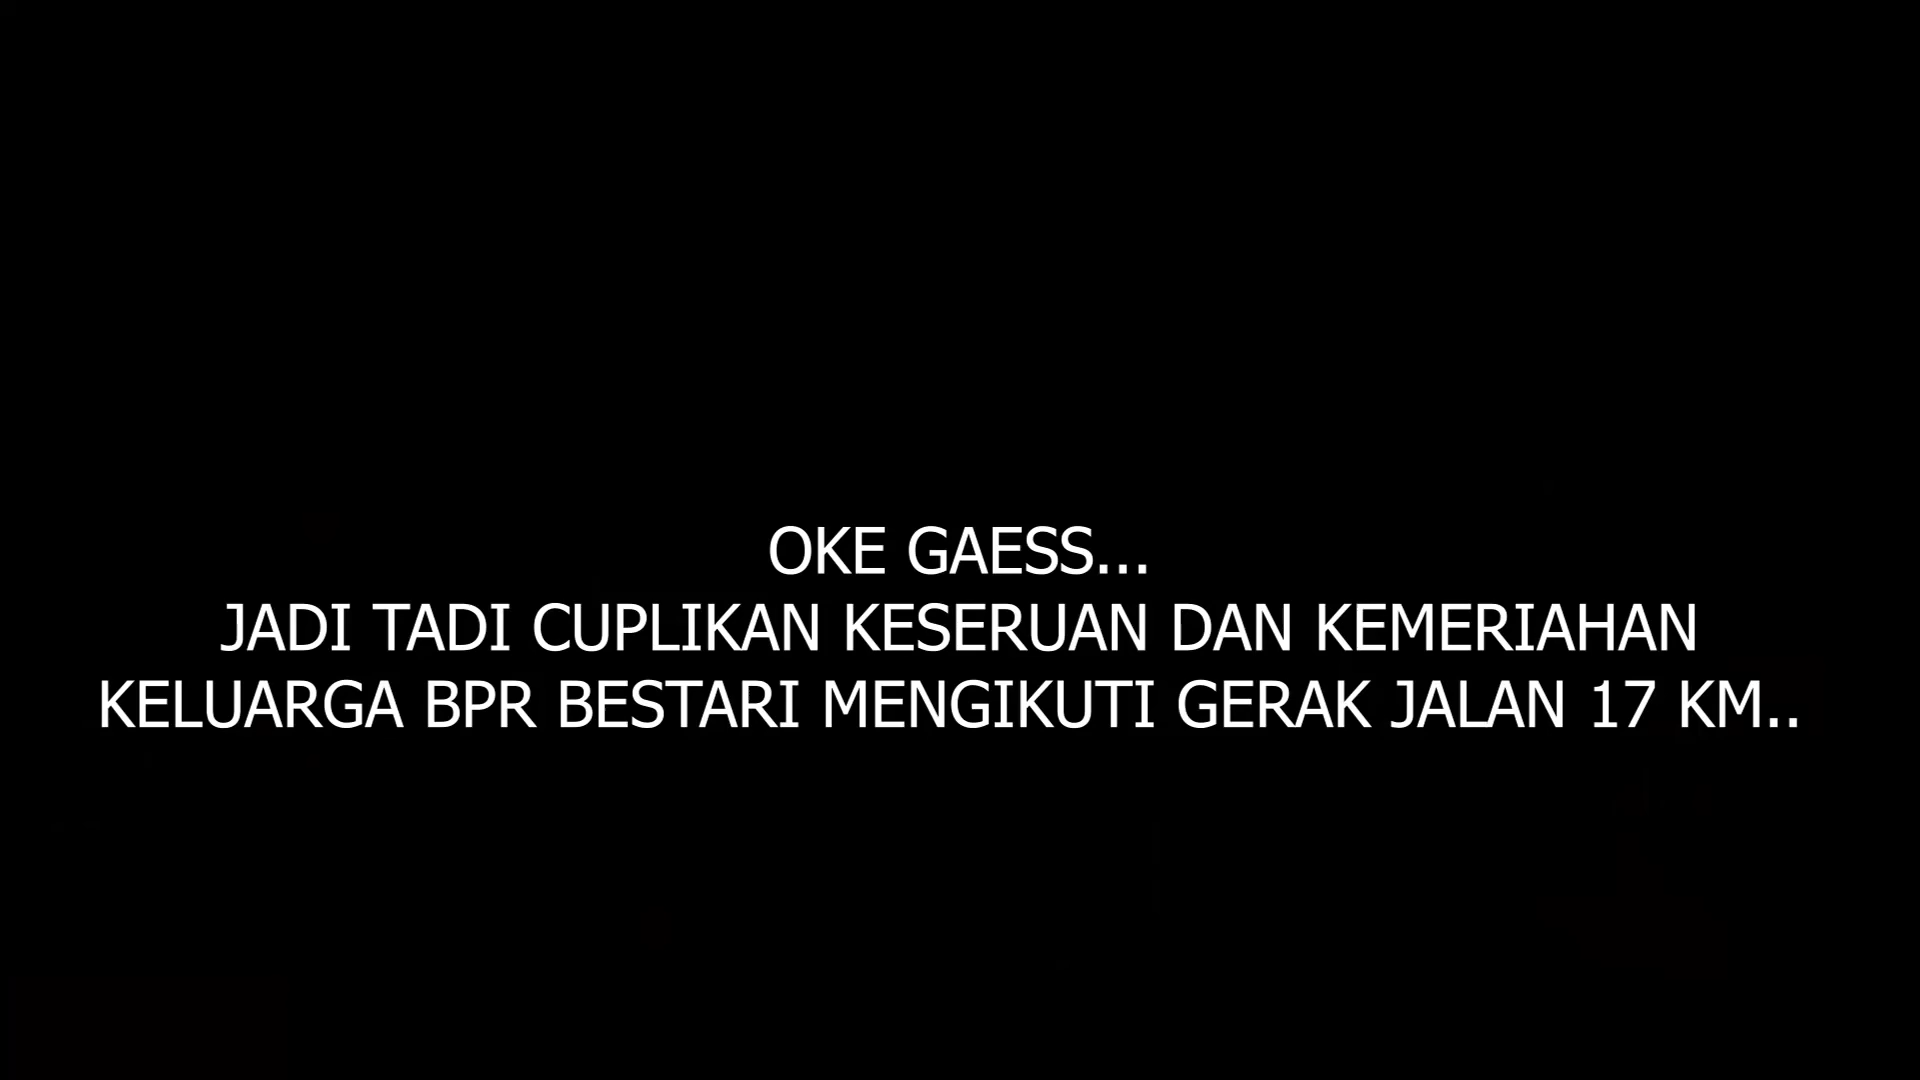 OKE GAESS...
JADI TADI CUPLIKAN KESERUAN DAN KEMERIAHAN
KELUARGA BPR BESTARI MENGIKUTI GERAK JALAN 17 KM..